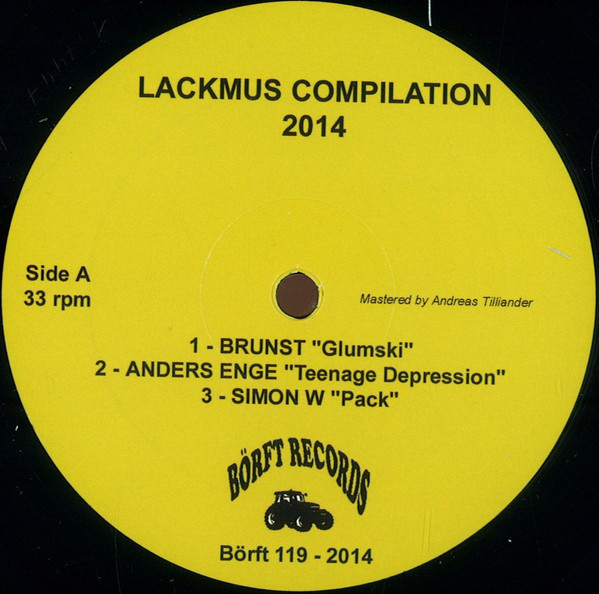 LACKMUS COMPILATION
2014
Side A
33 rpm
Mastered by Andreas Tilliander
1 - BRUNST "Glumski"
2 - ANDERS ENGE "Teenage Depression"
3 - SIMON W "Pack"
BÖRFT RECORDS
Börft 119 - 2014